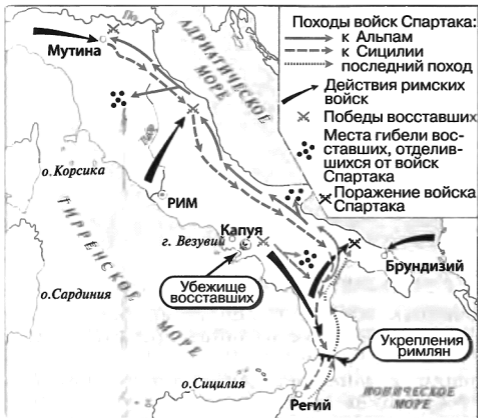 По
Мутина
АДРИАТИЧЕСКОЕ
МОРЕ
Походы войск Спартака:
к Альпам
к Сицилии
последний поход
Действия римских
войск
Победы восставших
Места гибели вос-
ставших, отделив-
шихся от войск
Спартака
Поражение войска
Спартака
о.Корсика
РИМ
Капуя
г. Везувий
Убежище
восставших
Брундизий
ТИРРЕНСКОЕ
МОРЕ
о.Сардиния
Укрепления
римлян
о.Сицилия
Регий
ИОНИЧЕСКОЕ
МОРЕ